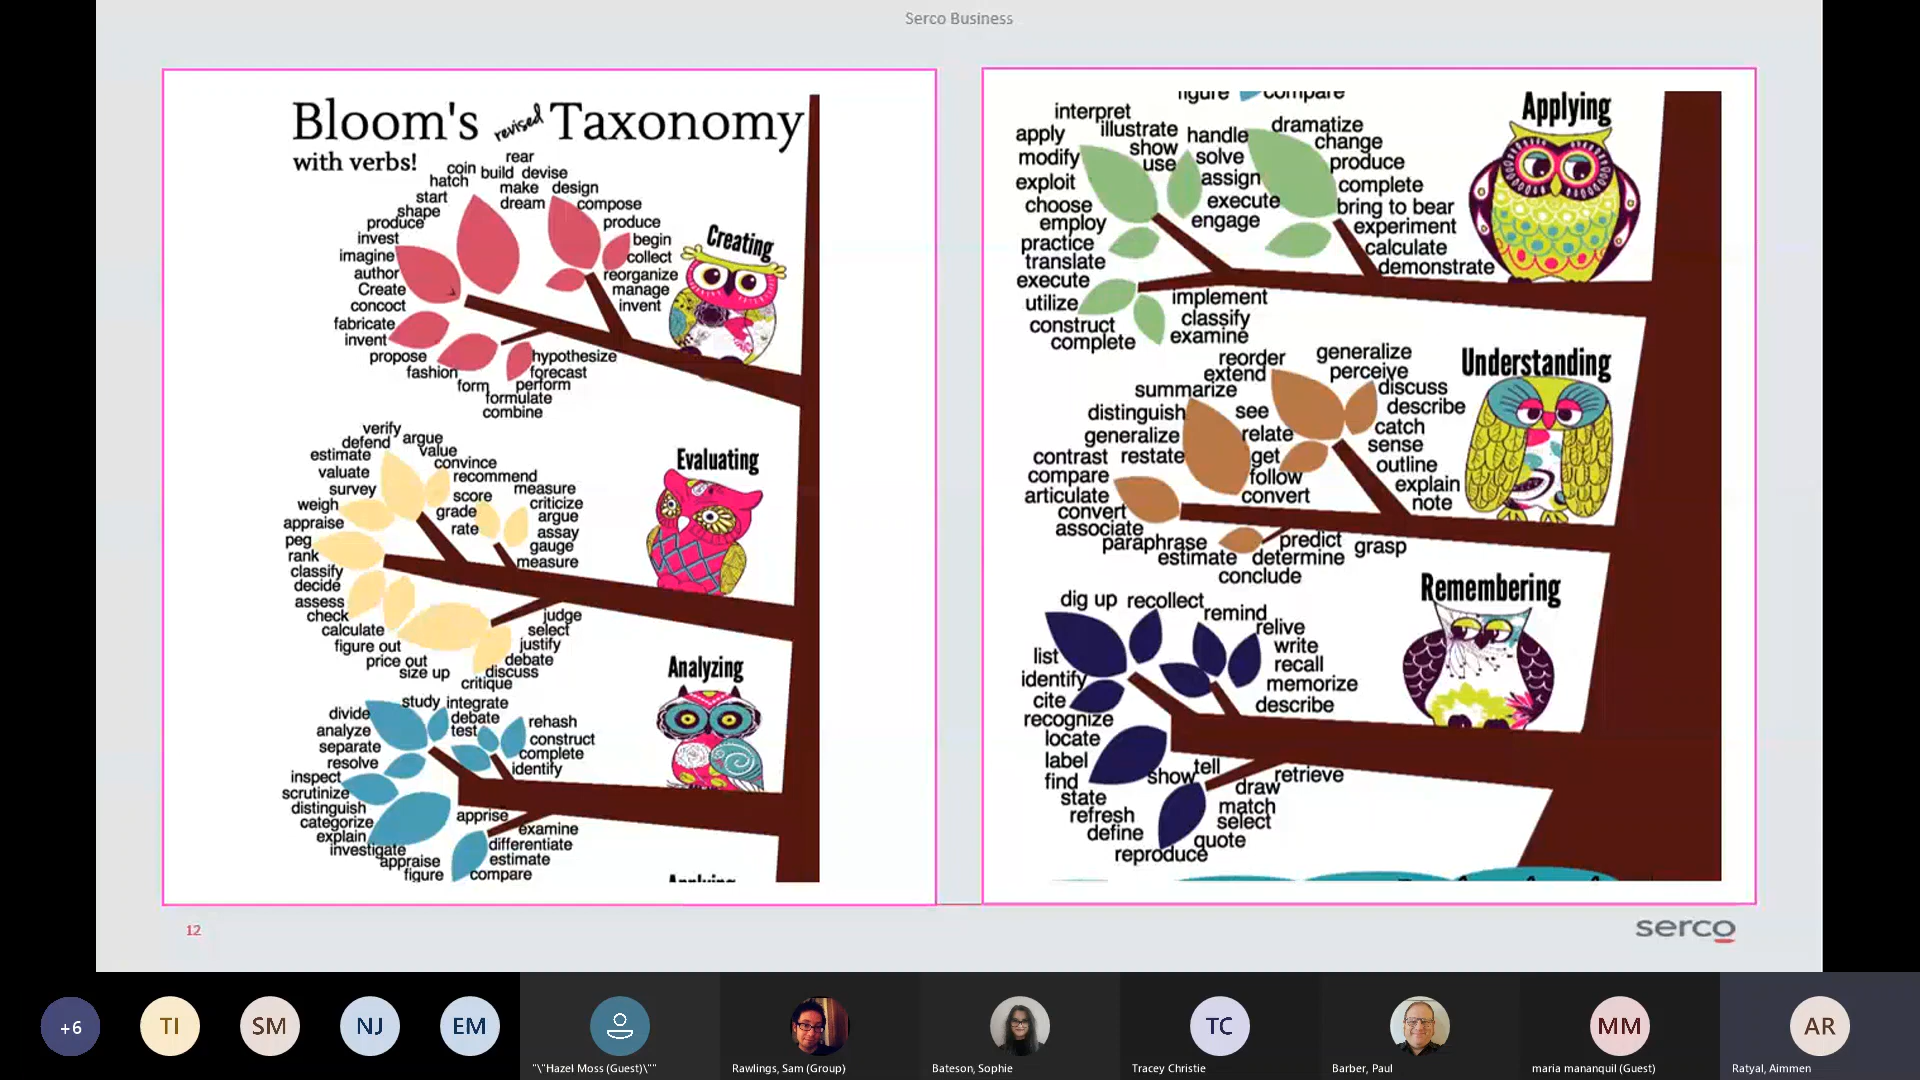 Serco Business
Bloom's revised Taxonomy
with verbs!
rear
coin build devise
hatch make design
start dream compose
shape
produce produce
invest begin
imagine collect
author reorganize
Create manage
concoct invent
fabricate
invent
propose hypothesize
fashion forecast
form perform
formulate
combine
Creating
verify
defend argue
estimate value
valuate convince
survey recommend
weigh score measure
appraise grade criticize
peg rate argue
rank assay
classify gauge
decide measure
assess
check judge
calculate select
figure out justify
price out debate
size up discuss
critique
Evaluating
study integrate
divide debate rehash
analyze test construct
separate complete
resolve identify
inspect
scrutinize
distinguish apprise
categorize examine
explain differentiate
investigate
appraise estimate
figure compare
Analyzing
Applying
figure compare
interpret
apply illustrate handle dramatize
modify show solve change
use produce
exploit assign complete
choose execute bring to bear
employ engage experiment
practice calculate
translate demonstrate
execute
utilize implement
construct classify
complete examine
Applying
reorder generalize
extend perceive
summarize discuss
distinguish see describe
generalize relate catch
contrast restate get sense
compare follow outline
articulate convert explain
convert note
associate
paraphrase predict grasp
estimate determine
conclude
Understanding
dig up recollect remind
relive
list write
identify recall
cite memorize
recognize describe
locate
label tell
find show retrieve
state draw
refresh match
define select
quote
reproduce
Remembering
12
serco
+6
TI
SM
NJ
EM
"\"Hazel Moss (Guest)\""
Rawlings, Sam (Group)
Bateson, Sophie
TC
Tracey Christie
Barber, Paul
MM
maria mananquil (Guest)
AR
Ratyal, Aimmen